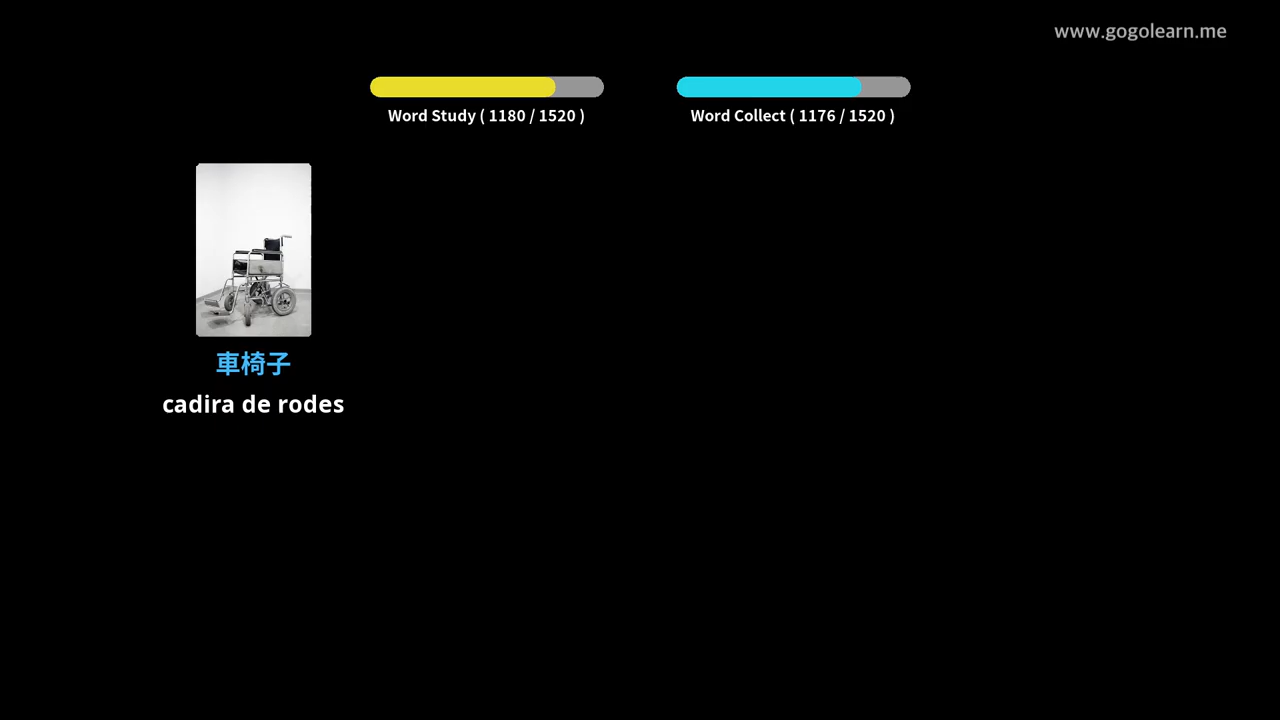 www.gogolearn.me
Word Study ( 1180 / 1520 )
Word Collect ( 1176 / 1520 )
車椅子
cadira de rodes